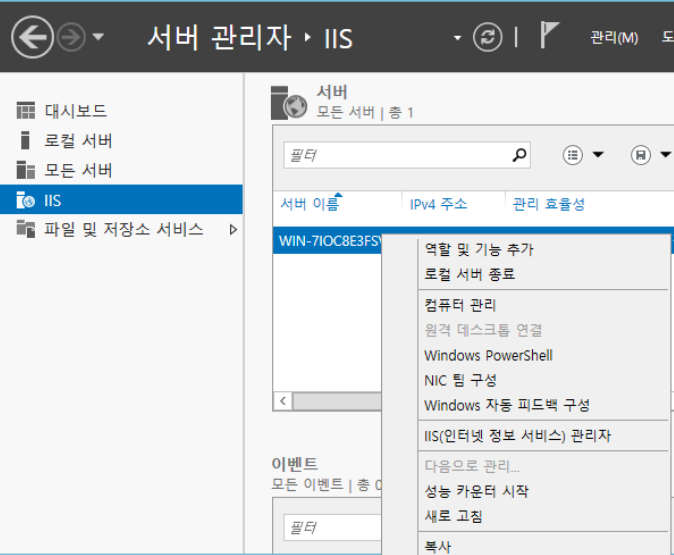 서버 관리자 ‣ IIS
관리(M)
대시보드
로컬 서버
모든 서버
IIS
파일 및 저장소 서비스
서버
모든 서버 | 총 1
필터
서버 이름 IPv4 주소 관리 효율성
WIN-7IOC8E3FS
역할 및 기능 추가
로컬 서버 종료
컴퓨터 관리
원격 데스크톱 연결
Windows PowerShell
NIC 팀 구성
Windows 자동 피드백 구성
IIS(인터넷 정보 서비스) 관리자
다음으로 관리...
성능 카운터 시작
새로 고침
복사
이벤트
모든 이벤트 | 총 0
필터